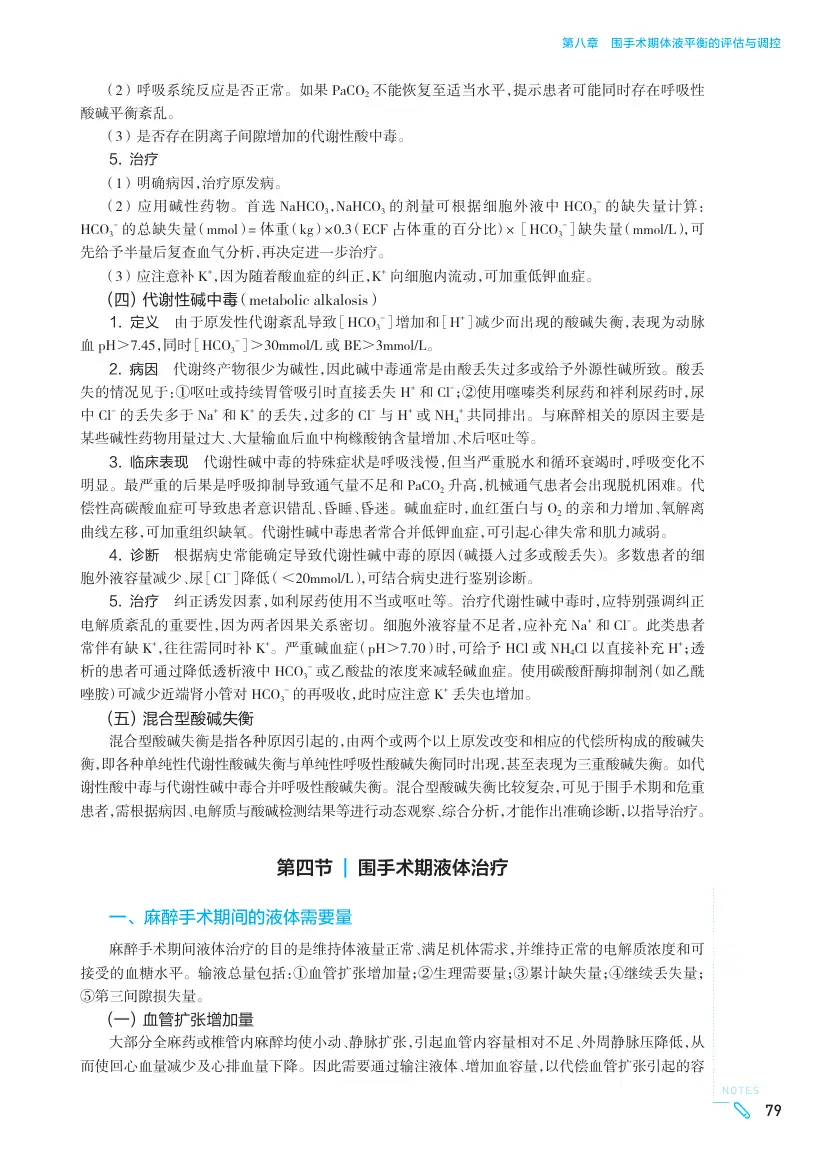 第八章 围手术期体液平衡的评估与调控
（2）呼吸系统反应是否正常。如果 PaCO₂ 不能恢复至适当水平,提示患者可能同时存在呼吸性
酸碱平衡紊乱。
（3）是否存在阴离子间隙增加的代谢性酸中毒。
5. 治疗
（1）明确病因,治疗原发病。
（2）应用碱性药物。首选 NaHCO₃,NaHCO₃ 的剂量可根据细胞外液中 HCO₃⁻ 的缺失量计算:
HCO₃⁻ 的总缺失量（mmol）= 体重（kg）×0.3（ECF 占体重的百分比）×［HCO₃⁻］缺失量（mmol/L）,可
先给予半量后复查血气分析,再决定进一步治疗。
（3）应注意补 K⁺,因为随着酸血症的纠正,K⁺ 向细胞内流动,可加重低钾血症。
（四）代谢性碱中毒（metabolic alkalosis）
1. 定义 由于原发性代谢紊乱导致［HCO₃⁻］增加和［H⁺］减少而出现的酸碱失衡,表现为动脉
血 pH＞7.45,同时［HCO₃⁻］＞30mmol/L 或 BE＞3mmol/L。
2. 病因 代谢终产物很少为碱性,因此碱中毒通常是由酸丢失过多或给予外源性碱所致。酸丢
失的情况见于:①呕吐或持续胃管吸引时直接丢失 H⁺ 和 Cl⁻;②使用噻嗪类利尿药和袢利尿药时,尿
中 Cl⁻ 的丢失多于 Na⁺ 和 K⁺ 的丢失,过多的 Cl⁻ 与 H⁺ 或 NH₄⁺ 共同排出。与麻醉相关的原因主要是
某些碱性药物用量过大、大量输血后血中枸橼酸钠含量增加、术后呕吐等。
3. 临床表现 代谢性碱中毒的特殊症状是呼吸浅慢,但当严重脱水和循环衰竭时,呼吸变化不
明显。最严重的后果是呼吸抑制导致通气量不足和 PaCO₂ 升高,机械通气患者会出现脱机困难。代
偿性高碳酸血症可导致患者意识错乱、昏睡、昏迷。碱血症时,血红蛋白与 O₂ 的亲和力增加、氧解离
曲线左移,可加重组织缺氧。代谢性碱中毒患者常合并低钾血症,可引起心律失常和肌力减弱。
4. 诊断 根据病史常能确定导致代谢性碱中毒的原因（碱摄入过多或酸丢失）。多数患者的细
胞外液容量减少、尿［Cl⁻］降低（＜20mmol/L）,可结合病史进行鉴别诊断。
5. 治疗 纠正诱发因素,如利尿药使用不当或呕吐等。治疗代谢性碱中毒时,应特别强调纠正
电解质紊乱的重要性,因为两者因果关系密切。细胞外液容量不足者,应补充 Na⁺ 和 Cl⁻。此类患者
常伴有缺 K⁺,往往需同时补 K⁺。严重碱血症（pH＞7.70）时,可给予 HCl 或 NH₄Cl 以直接补充 H⁺;透
析的患者可通过降低透析液中 HCO₃⁻ 或乙酸盐的浓度来减轻碱血症。使用碳酸酐酶抑制剂（如乙酰
唑胺）可减少近端肾小管对 HCO₃⁻ 的再吸收,此时应注意 K⁺ 丢失也增加。
（五）混合型酸碱失衡
混合型酸碱失衡是指各种原因引起的,由两个或两个以上原发改变和相应的代偿所构成的酸碱失
衡,即各种单纯性代谢性酸碱失衡与单纯性呼吸性酸碱失衡同时出现,甚至表现为三重酸碱失衡。如代
谢性酸中毒与代谢性碱中毒合并呼吸性酸碱失衡。混合型酸碱失衡比较复杂,可见于围手术期和危重
患者,需根据病因、电解质与酸碱检测结果等进行动态观察、综合分析,才能作出准确诊断,以指导治疗。
第四节 | 围手术期液体治疗
一、麻醉手术期间的液体需要量
麻醉手术期间液体治疗的目的是维持体液量正常、满足机体需求,并维持正常的电解质浓度和可
接受的血糖水平。输液总量包括:①血管扩张增加量;②生理需要量;③累计缺失量;④继续丢失量;
⑤第三间隙损失量。
（一）血管扩张增加量
大部分全麻药或椎管内麻醉均使小动、静脉扩张,引起血管内容量相对不足、外周静脉压降低,从
而使回心血量减少及心排血量下降。因此需要通过输注液体、增加血容量,以代偿血管扩张引起的容
NOTES
79